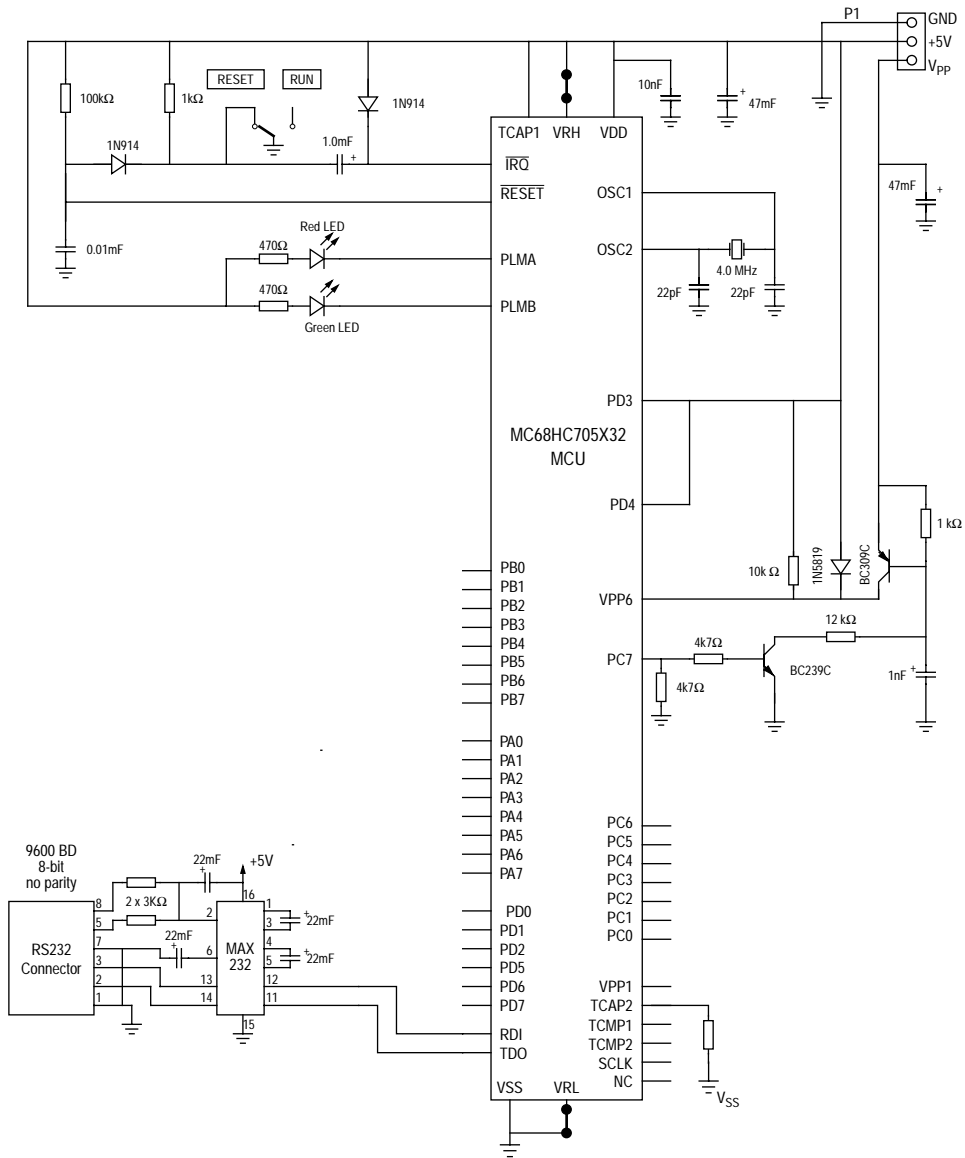 P1
GND
+5V
VPP
RESET
RUN
100kΩ
1kΩ
1N914
10nF
47mF
1N914
1.0mF
TCAP1
VRH
VDD
IRQ
RESET
OSC1
47mF
0.01mF
Red LED
470Ω
PLMA
OSC2
4.0 MHz
22pF
22pF
470Ω
PLMB
Green LED
PD3
MC68HC705X32
MCU
PD4
1 kΩ
10k Ω
1N5819
BC309C
PB0
PB1
PB2
PB3
PB4
PB5
PB6
PB7
VPP6
12 kΩ
PC7
4k7Ω
4k7Ω
BC239C
1nF
PA0
PA1
PA2
PA3
PA4
PA5
PA6
PA7
PC6
PC5
PC4
PC3
PC2
PC1
PC0
9600 BD
8-bit
no parity
22mF
+5V
2 x 3KΩ
22mF
RS232
Connector
8
5
7
3
2
1
MAX
232
16
2
6
13
14
15
1
3
4
5
12
11
22mF
22mF
PD0
PD1
PD2
PD5
PD6
PD7
RDI
TDO
VPP1
TCAP2
TCMP1
TCMP2
SCLK
NC
VSS
VRL
VSS